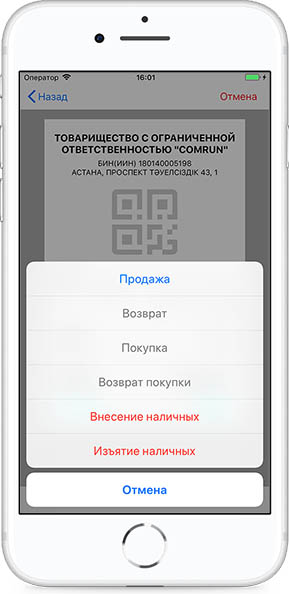 Оператор 16:01
Назад Отмена
ТОВАРИЩЕСТВО С ОГРАНИЧЕННОЙ
ОТВЕТСТВЕННОСТЬЮ "COMRUN"
БИН(ИИН) 180140005198
АСТАНА, ПРОСПЕКТ ТӘУЕЛСІЗДІК 43, 1
Продажа
Возврат
Покупка
Возврат покупки
Внесение наличных
Изъятие наличных
Отмена